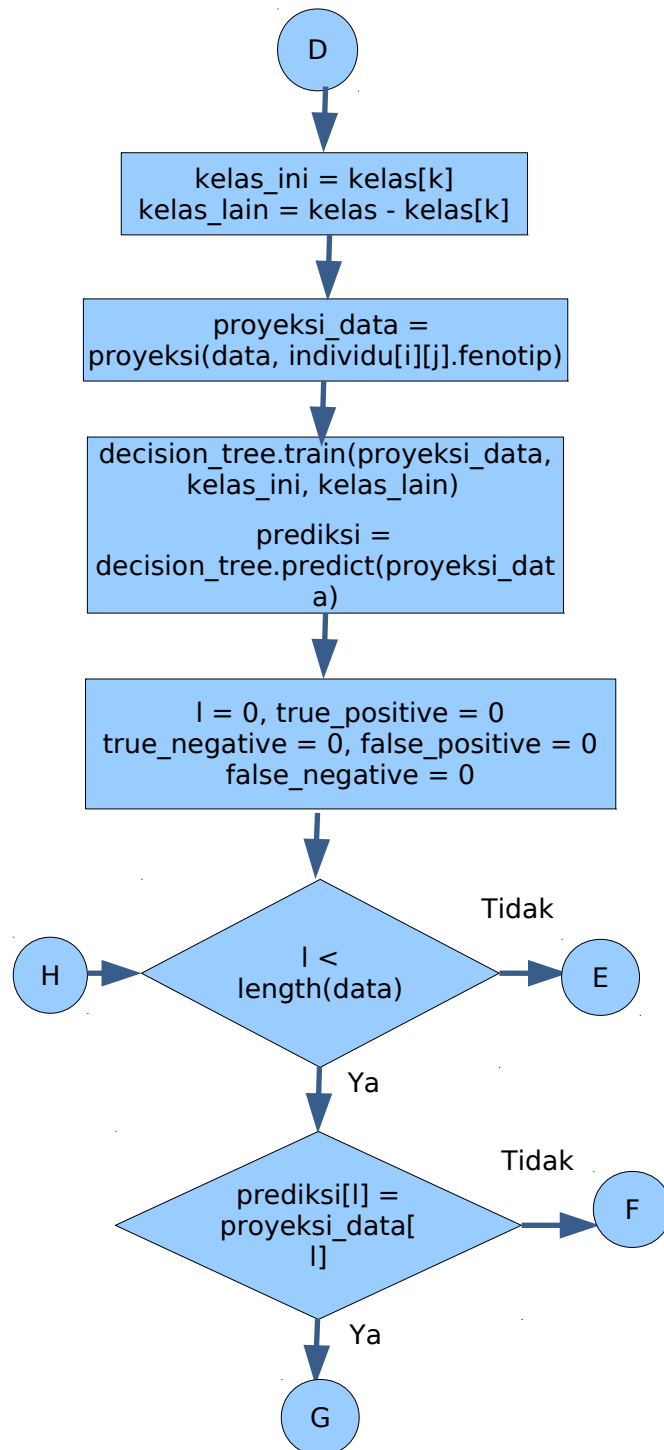 D
kelas_ini = kelas[k]
kelas_lain = kelas - kelas[k]
proyeksi_data =
proyeksi(data, individu[i][j].fenotip)
decision_tree.train(proyeksi_data,
kelas_ini, kelas_lain)
prediksi =
decision_tree.predict(proyeksi_dat
a)
l = 0, true_positive = 0
true_negative = 0, false_positive = 0
false_negative = 0
Tidak
H
l <
length(data)
E
Ya
Tidak
prediksi[l] =
proyeksi_data[
l]
F
Ya
G